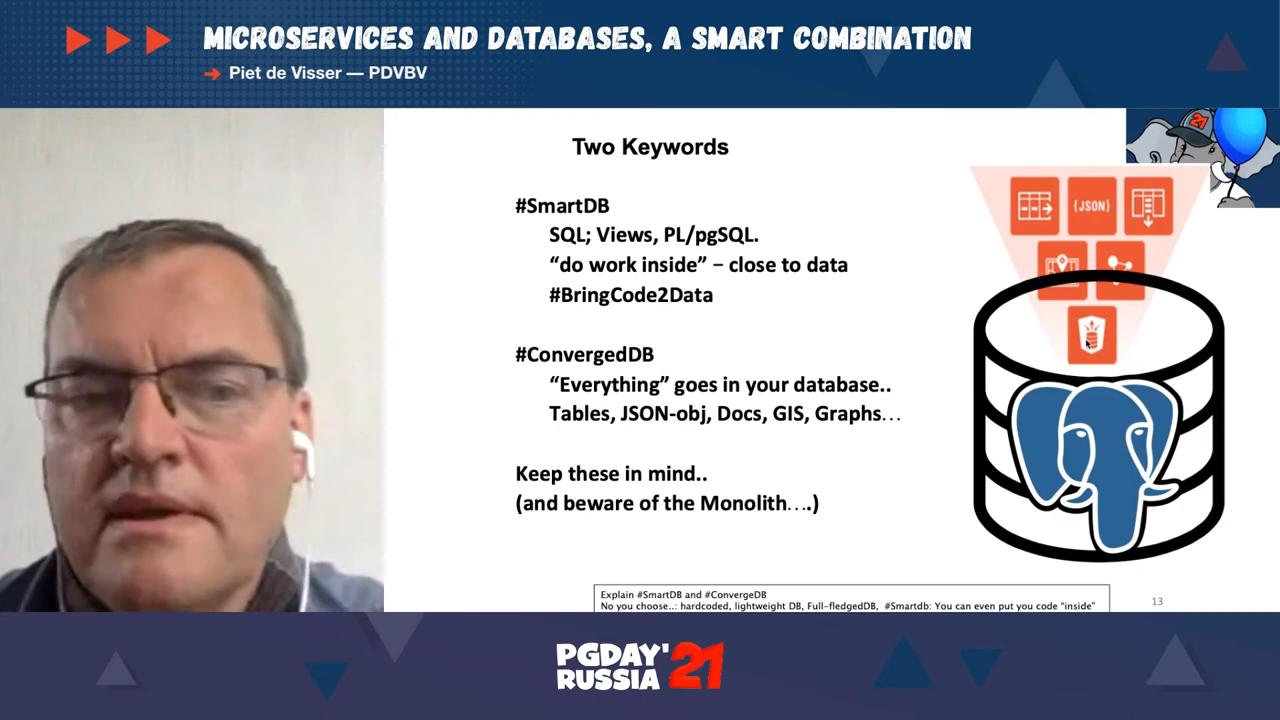 MICROSERVICES AND DATABASES, A SMART COMBINATION
Piet de Visser — PDVBV
21
Two Keywords
#SmartDB
SQL; Views, PL/pgSQL.
“do work inside” – close to data
#BringCode2Data
#ConvergedDB
“Everything” goes in your database..
Tables, JSON-obj, Docs, GIS, Graphs...
Keep these in mind..
(and beware of the Monolith....)
{JSON}
Explain #SmartDB and #ConvergeDB
No you choose..: hardcoded, lightweight DB, Full-fledgedDB, #Smartdb: You can even put you code “inside”
13
PGDAY'21
RUSSIA